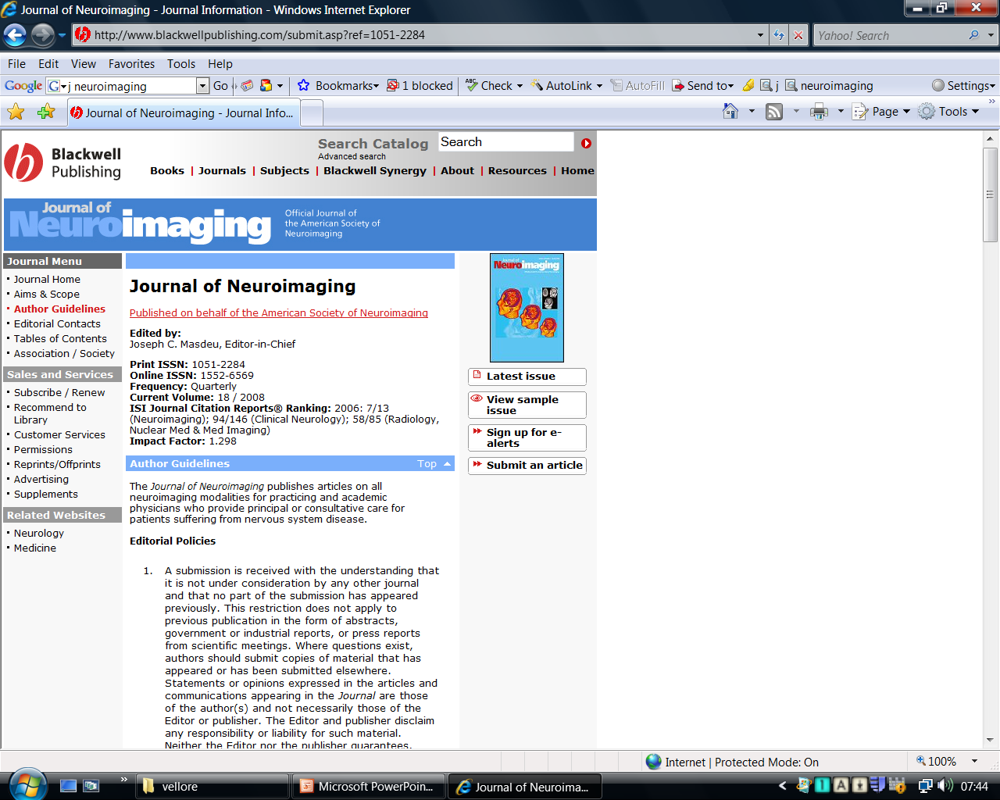 Journal of Neuroimaging - Journal Information - Windows Internet Explorer
http://www.blackwellpublishing.com/submit.asp?ref=1051-2284
Yahoo! Search
File Edit View Favorites Tools Help
Google G j neuroimaging Go Bookmarks 1 blocked Check AutoLink AutoFill Send to j neuroimaging Settings
Journal of Neuroimaging - Journal Info... Page Tools
Blackwell
Publishing
Search Catalog Search
Advanced search
Books | Journals | Subjects | Blackwell Synergy | About | Resources | Home
Journal of
Neuroimaging
Official Journal of
the American Society of
Neuroimaging
Journal Menu
Journal Home
Aims & Scope
Author Guidelines
Editorial Contacts
Tables of Contents
Association / Society
Sales and Services
Subscribe / Renew
Recommend to
Library
Customer Services
Permissions
Reprints/Offprints
Advertising
Supplements
Related Websites
Neurology
Medicine
Journal of Neuroimaging
Published on behalf of the American Society of Neuroimaging
Edited by:
Joseph C. Masdeu, Editor-in-Chief
Print ISSN: 1051-2284
Online ISSN: 1552-6569
Frequency: Quarterly
Current Volume: 18 / 2008
ISI Journal Citation Reports® Ranking: 2006: 7/13
(Neuroimaging); 94/146 (Clinical Neurology); 58/85 (Radiology,
Nuclear Med & Med Imaging)
Impact Factor: 1.298
Author Guidelines Top
The Journal of Neuroimaging publishes articles on all
neuroimaging modalities for practicing and academic
physicians who provide principal or consultative care for
patients suffering from nervous system disease.
Editorial Policies
1. A submission is received with the understanding that
it is not under consideration by any other journal
and that no part of the submission has appeared
previously. This restriction does not apply to
previous publication in the form of abstracts,
government or industrial reports, or press reports
from scientific meetings. Where questions exist,
authors should submit copies of material that has
appeared or has been submitted elsewhere.
Statements or opinions expressed in the articles and
communications appearing in the Journal are those
of the author(s) and not necessarily those of the
Editor or publisher. The Editor and publisher disclaim
any responsibility or liability for such material.
Neither the Editor nor the publisher guarantees,
Journal of
Neuroimaging
Latest issue
View sample
issue
Sign up for e-
alerts
Submit an article
Internet | Protected Mode: On 100%
vellore Microsoft PowerPoin... Journal of Neuroima... 07:44